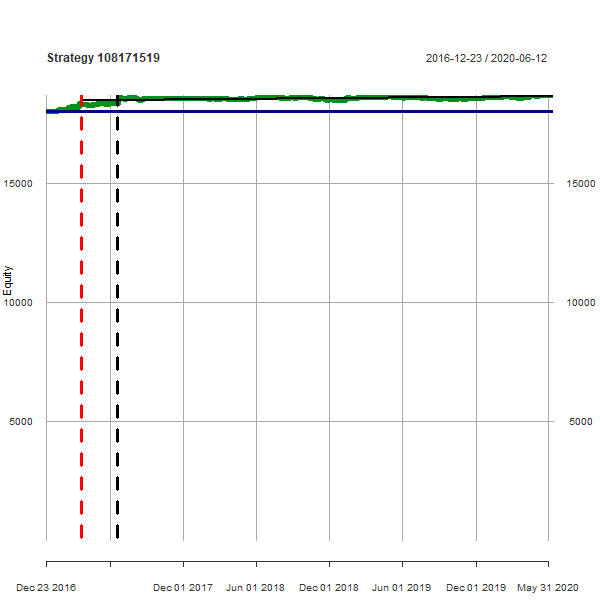 Strategy 108171519
2016-12-23 / 2020-06-12
15000
15000
Equity
10000
10000
5000
5000
Dec 23 2016
Dec 01 2017
Jun 01 2018
Dec 01 2018
Jun 01 2019
Dec 01 2019
May 31 2020